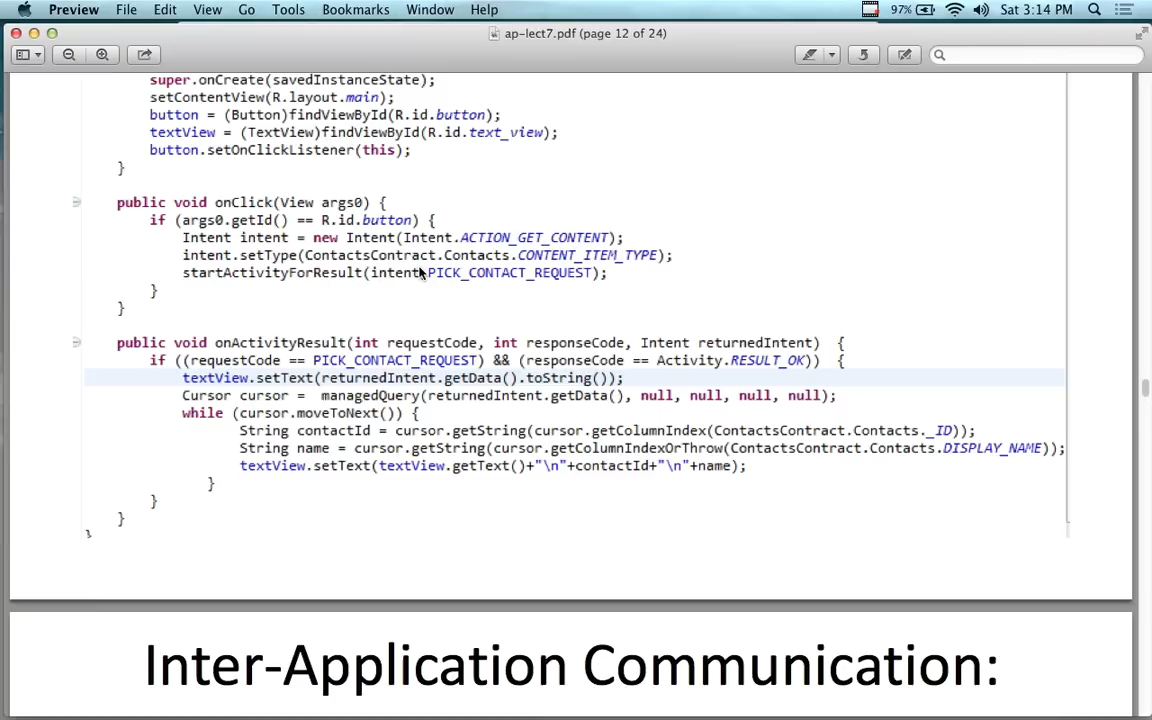 Preview File Edit View Go Tools Bookmarks Window Help 97% Sat 3:14 PM
ap-lect7.pdf (page 12 of 24)
super.onCreate(savedInstanceState);
setContentView(R.layout.main);
button = (Button)findViewById(R.id.button);
textView = (TextView)findViewById(R.id.text_view);
button.setOnClickListener(this);
}
public void onClick(View args0) {
if (args0.getId() == R.id.button) {
Intent intent = new Intent(Intent.ACTION_GET_CONTENT);
intent.setType(ContactsContract.Contacts.CONTENT_ITEM_TYPE);
startActivityForResult(intent,PICK_CONTACT_REQUEST);
}
}
public void onActivityResult(int requestCode, int responseCode, Intent returnedIntent) {
if ((requestCode == PICK_CONTACT_REQUEST) && (responseCode == Activity.RESULT_OK)) {
textView.setText(returnedIntent.getData().toString());
Cursor cursor = managedQuery(returnedIntent.getData(), null, null, null, null);
while (cursor.moveToNext()) {
String contactId = cursor.getString(cursor.getColumnIndex(ContactsContract.Contacts._ID));
String name = cursor.getString(cursor.getColumnIndexOrThrow(ContactsContract.Contacts.DISPLAY_NAME));
textView.setText(textView.getText()+"\n"+contactId+"\n"+name);
}
}
}
}
Inter-Application Communication: